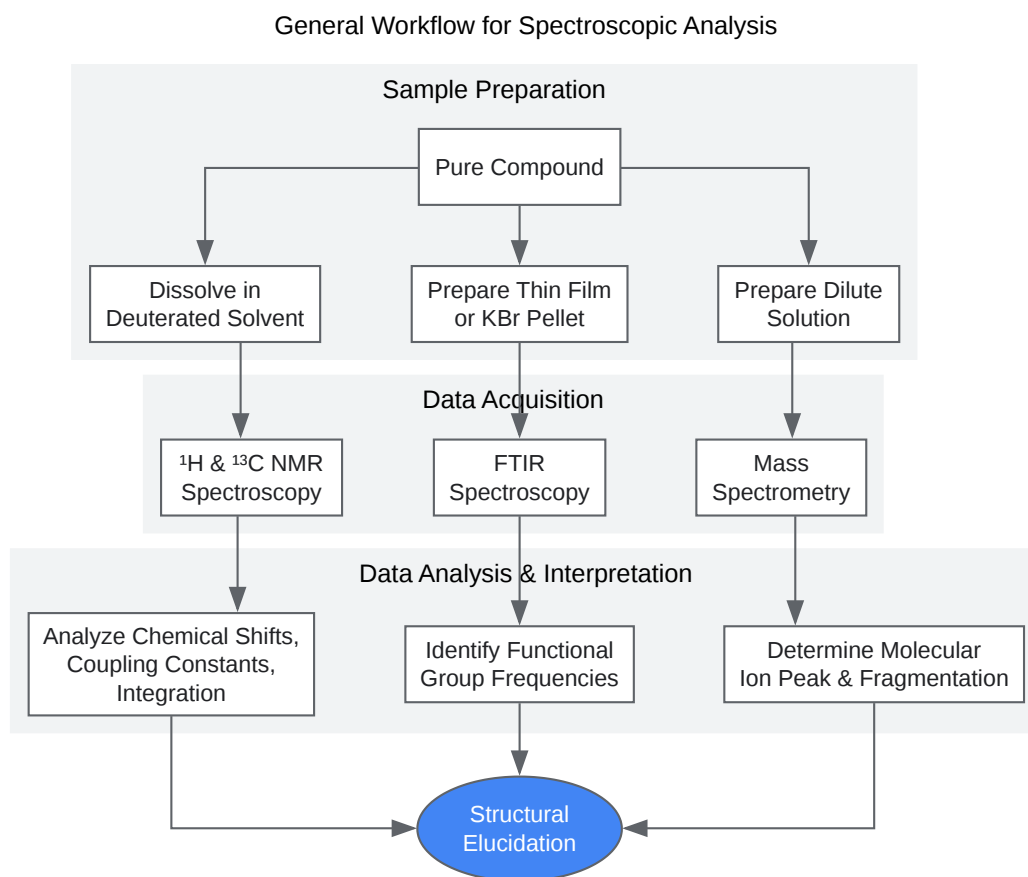 General Workflow for Spectroscopic Analysis
Sample Preparation
Pure Compound
Dissolve in
Deuterated Solvent
Prepare Thin Film
or KBr Pellet
Prepare Dilute
Solution
Data Acquisition
¹H & ¹³C NMR
Spectroscopy
FTIR
Spectroscopy
Mass
Spectrometry
Data Analysis & Interpretation
Analyze Chemical Shifts,
Coupling Constants,
Integration
Identify Functional
Group Frequencies
Determine Molecular
Ion Peak & Fragmentation
Structural
Elucidation